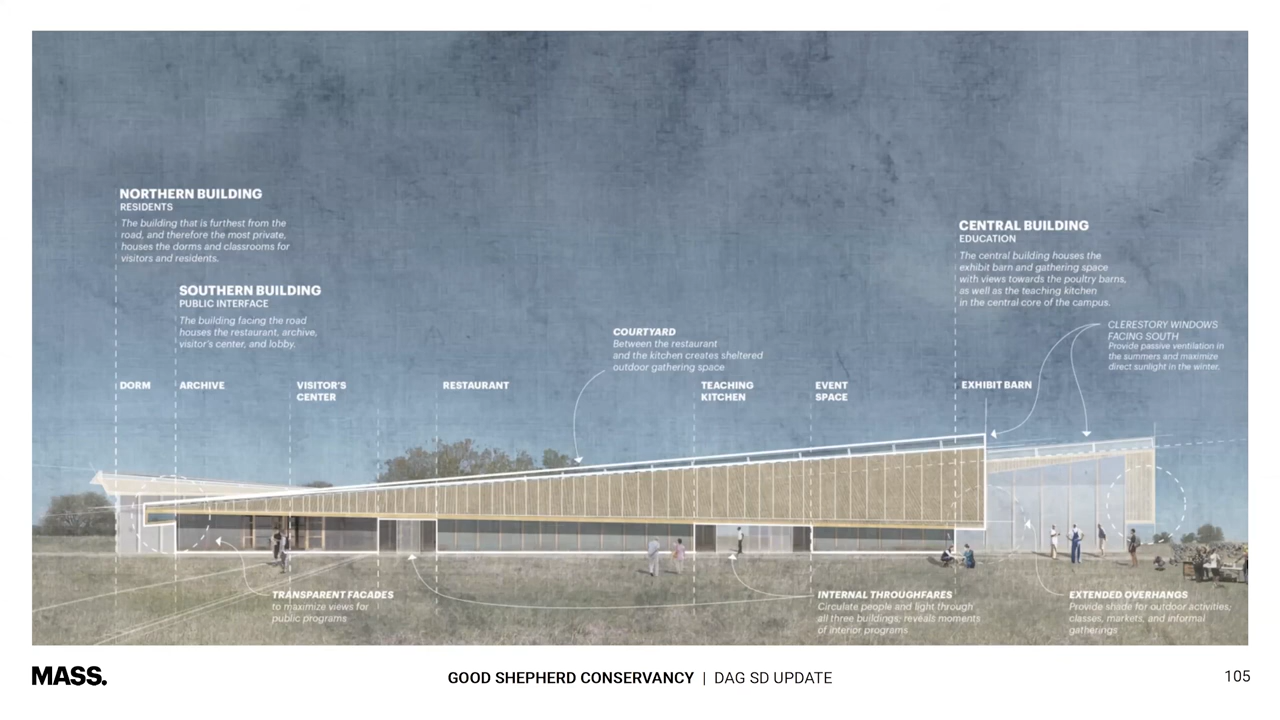 NORTHERN BUILDING
RESIDENTS
The building that is furthest from the
road, and therefore the most private,
houses the dorms and classrooms for
visitors and residents.
SOUTHERN BUILDING
PUBLIC INTERFACE
The building facing the road
houses the restaurant, archive,
visitor's center, and lobby.
COURTYARD
Between the restaurant
and the kitchen creates sheltered
outdoor gathering space
CENTRAL BUILDING
EDUCATION
The central building houses the
exhibit barn and gathering space
with views towards the poultry barns,
as well as the teaching kitchen
in the central core of the campus.
CLERESTORY WINDOWS
FACING SOUTH
Provide passive ventilation in
the summers and maximize
direct sunlight in the winter.
DORM
ARCHIVE
VISITOR'S
CENTER
RESTAURANT
TEACHING
KITCHEN
EVENT
SPACE
EXHIBIT BARN
TRANSPARENT FACADES
to maximize views for
public programs
INTERNAL THROUGHFARES
Circulate people and light through
all three buildings; reveals moments
of interior programs
EXTENDED OVERHANGS
Provide shade for outdoor activities;
classes, markets, and informal
gatherings
MASS.
GOOD SHEPHERD CONSERVANCY | DAG SD UPDATE
105